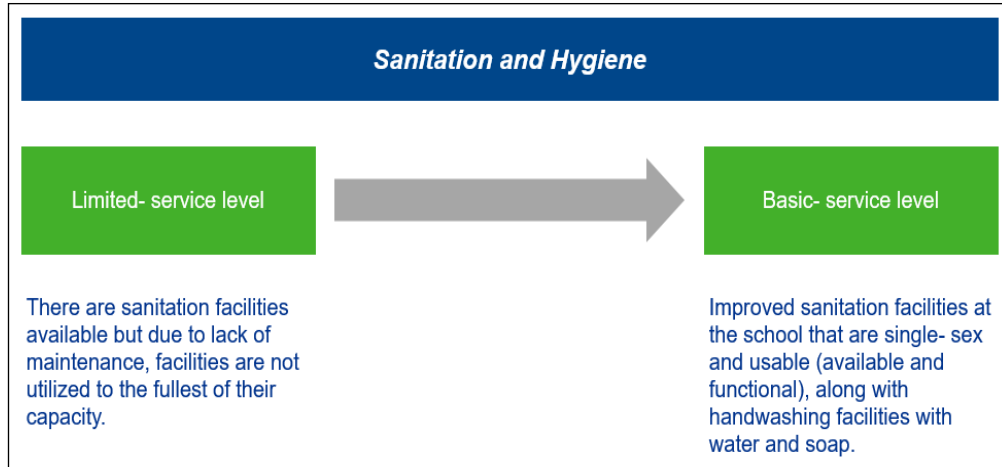 Sanitation and Hygiene
Limited- service level
Basic- service level
There are sanitation facilities
available but due to lack of
maintenance, facilities are not
utilized to the fullest of their
capacity.
Improved sanitation facilities at
the school that are single- sex
and usable (available and
functional), along with
handwashing facilities with
water and soap.